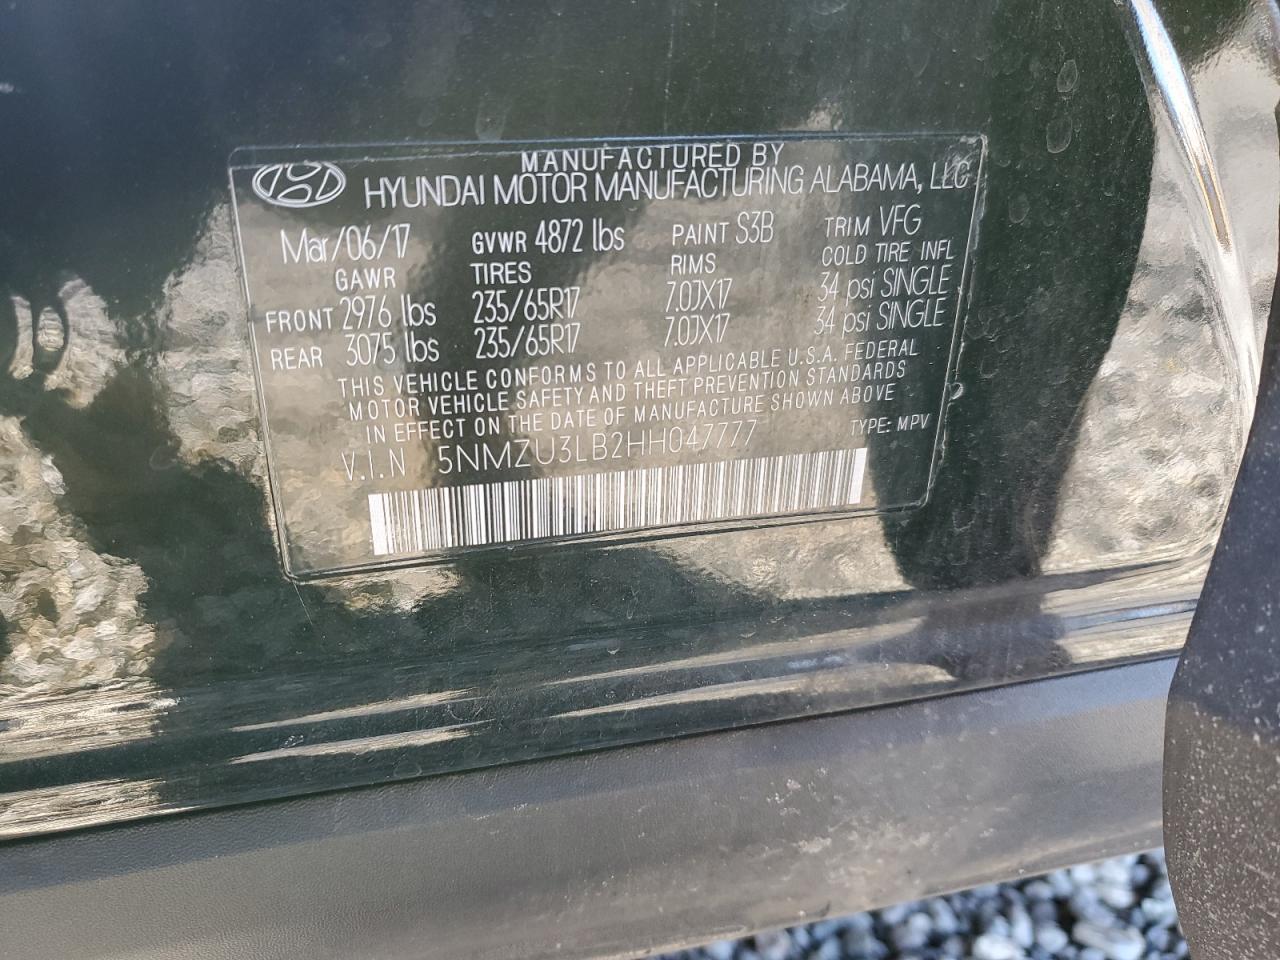 MANUFACTURED BY
HYUNDAI MOTOR MANUFACTURING ALABAMA, LLC
Mar/06/17 GVWR 4872 lbs PAINT S3B TRIM VFG
GAWR TIRES RIMS COLD TIRE INFL
FRONT 2976 lbs 235/65R17 7.0JX17 34 psi SINGLE
REAR 3075 lbs 235/65R17 7.0JX17 34 psi SINGLE
THIS VEHICLE CONFORMS TO ALL APPLICABLE U.S.A. FEDERAL
MOTOR VEHICLE SAFETY AND THEFT PREVENTION STANDARDS
IN EFFECT ON THE DATE OF MANUFACTURE SHOWN ABOVE
V.I.N 5NMZU3LB2HH047777 TYPE: MPV